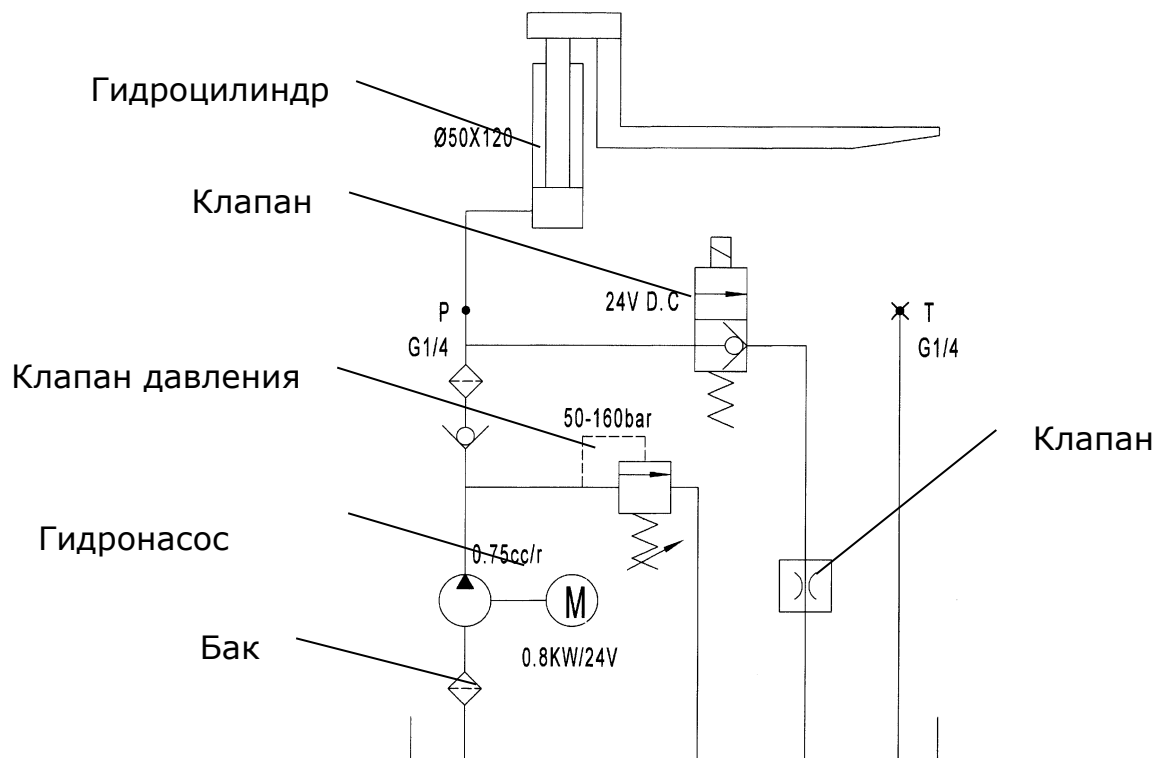 Гидроцилиндр
Ø50X120
Клапан
24V D.C
P
T
G1/4
G1/4
Клапан давления
50-160bar
Клапан
Гидронасос
0.75cc/r
M
Бак
0.8KW/24V